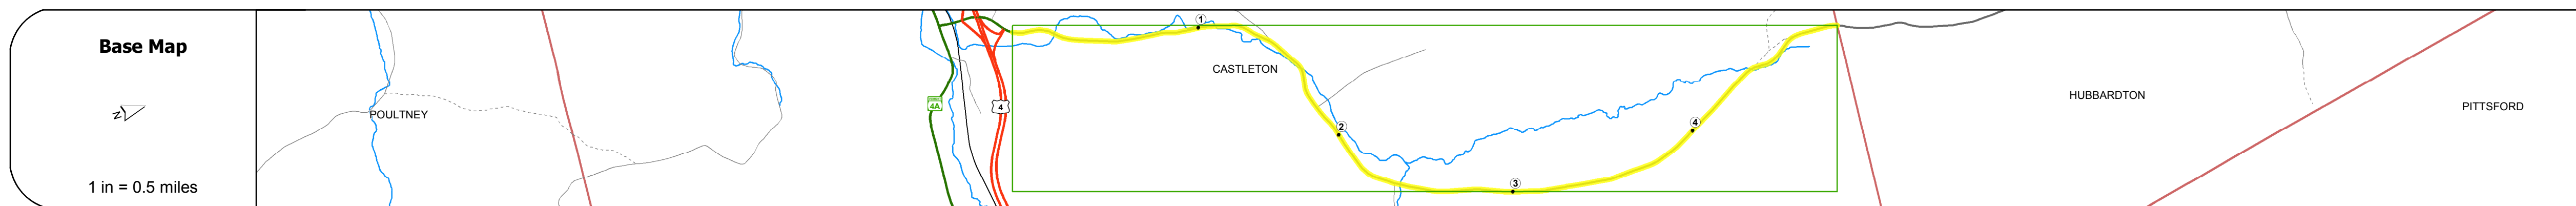 Base Map
N
1 in = 0.5 miles
POULTNEY
4A
4
1
CASTLETON
2
3
4
HUBBARDTON
PITTSFORD